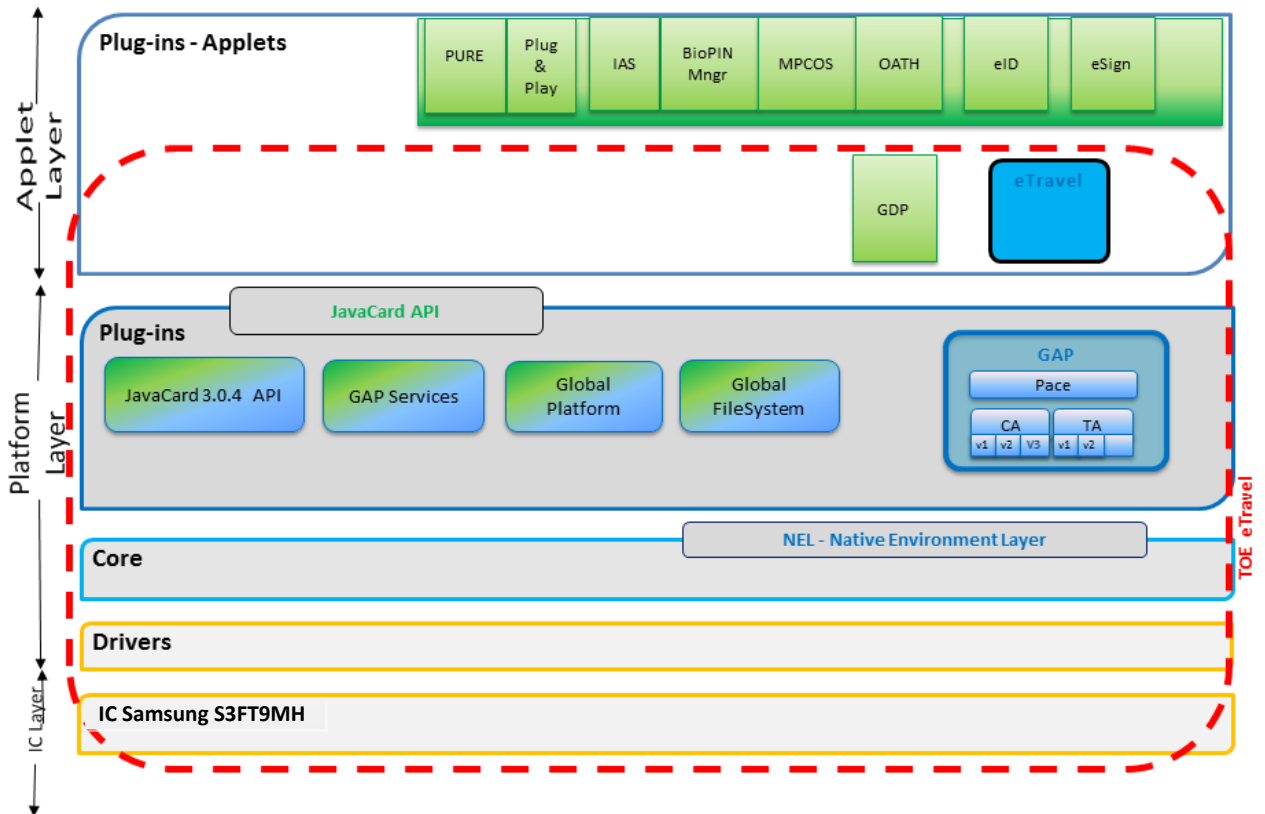 Plug-ins - Applets
PURE
Plug
&
Play
IAS
BioPIN
Mngr
MPCOS
OATH
eID
eSign
Applet
Layer
GDP
eTravel
JavaCard API
Plug-ins
JavaCard 3.0.4 API
GAP Services
Global
Platform
Global
FileSystem
GAP
Pace
CA
TA
v1
v2
V3
v1
v2
Platform
Layer
TOE eTravel
NEL - Native Environment Layer
Core
Drivers
IC Layer
IC Samsung S3FT9MH